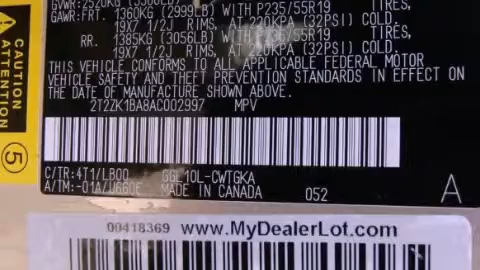 GVWR:2520KG (5560LB)
GAWR:FRT. 1360KG (2999LB) WITH P235/55R19 TIRES,
19X7 1/2J RIMS, AT 220KPA (32PSI) COLD.
RR. 1385KG (3056LB) WITH P235/55R19 TIRES,
19X7 1/2J RIMS, AT 220KPA (32PSI) COLD.
THIS VEHICLE CONFORMS TO ALL APPLICABLE FEDERAL MOTOR
VEHICLE SAFETY AND THEFT PREVENTION STANDARDS IN EFFECT ON
THE DATE OF MANUFACTURE SHOWN ABOVE.
2T2ZK1BA8AC002997 MPV
C/TR:4T1/LB00 GGL10L-CWTGKA
A/TM:-01A/U660E MADE IN CANADA 052
A
CAUTION
ATTENTION
5
00418369 www.MyDealerLot.com